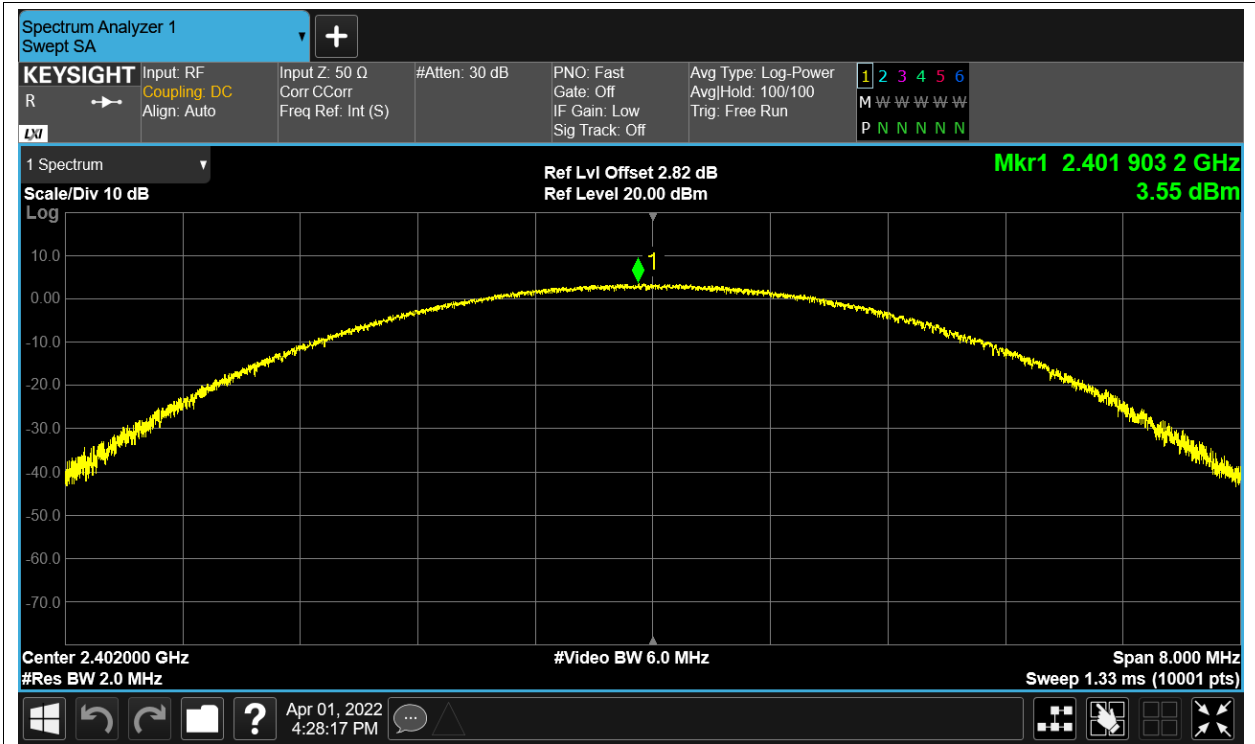 Spectrum Analyzer 1
Swept SA
KEYSIGHT
R
LXI
Input: RF
Coupling: DC
Align: Auto
Input Z: 50 Ω
Corr CCorr
Freq Ref: Int (S)
#Atten: 30 dB
PNO: Fast
Gate: Off
IF Gain: Low
Sig Track: Off
Avg Type: Log-Power
Avg|Hold: 100/100
Trig: Free Run
1 2 3 4 5 6
M W W W W W
P N N N N N
1 Spectrum
Scale/Div 10 dB
Log
Ref Lvl Offset 2.82 dB
Ref Level 20.00 dBm
Mkr1 2.401 903 2 GHz
3.55 dBm
1
10.0
0.00
-10.0
-20.0
-30.0
-40.0
-50.0
-60.0
-70.0
Center 2.402000 GHz
#Res BW 2.0 MHz
#Video BW 6.0 MHz
Span 8.000 MHz
Sweep 1.33 ms (10001 pts)
?
Apr 01, 2022
4:28:17 PM